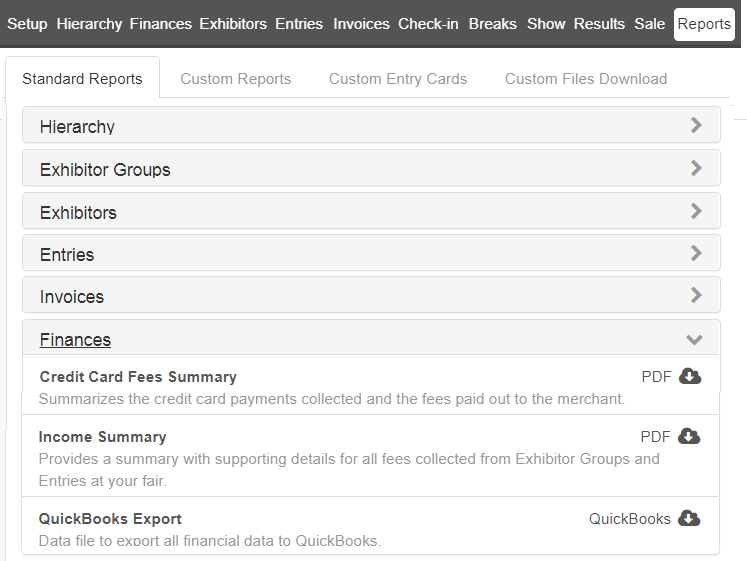 Setup Hierarchy Finances Exhibitors Entries Invoices Check-in Breaks Show Results Sale Reports
Standard Reports Custom Reports Custom Entry Cards Custom Files Download
Hierarchy
Exhibitor Groups
Exhibitors
Entries
Invoices
Finances
Credit Card Fees Summary PDF
Summarizes the credit card payments collected and the fees paid out to the merchant.
Income Summary PDF
Provides a summary with supporting details for all fees collected from Exhibitor Groups and
Entries at your fair.
QuickBooks Export QuickBooks
Data file to export all financial data to QuickBooks.